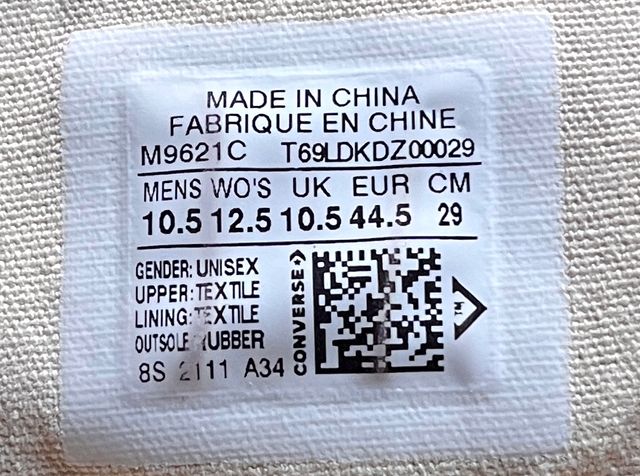 MADE IN CHINA
FABRIQUE EN CHINE
M9621C T69LDKDZ00029
MENS WO'S UK EUR CM
10.5 12.5 10.5 44.5 29
GENDER: UNISEX
UPPER: TEXTILE
LINING: TEXTILE
OUTSOLE RUBBER
8S 2111 A34
CONVERSE
TM